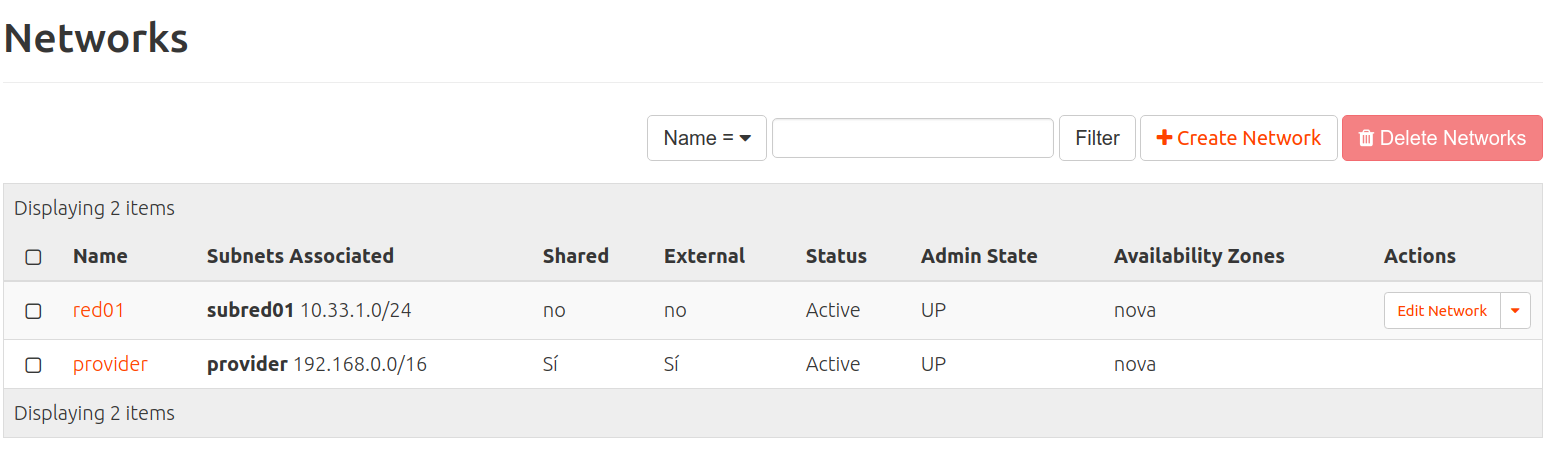 Networks
Name = Filter Create Network Delete Networks
Displaying 2 items
Name Subnets Associated Shared External Status Admin State Availability Zones Actions
red01 subred01 10.33.1.0/24 no no Active UP nova Edit Network
provider provider 192.168.0.0/16 Sí Sí Active UP nova
Displaying 2 items